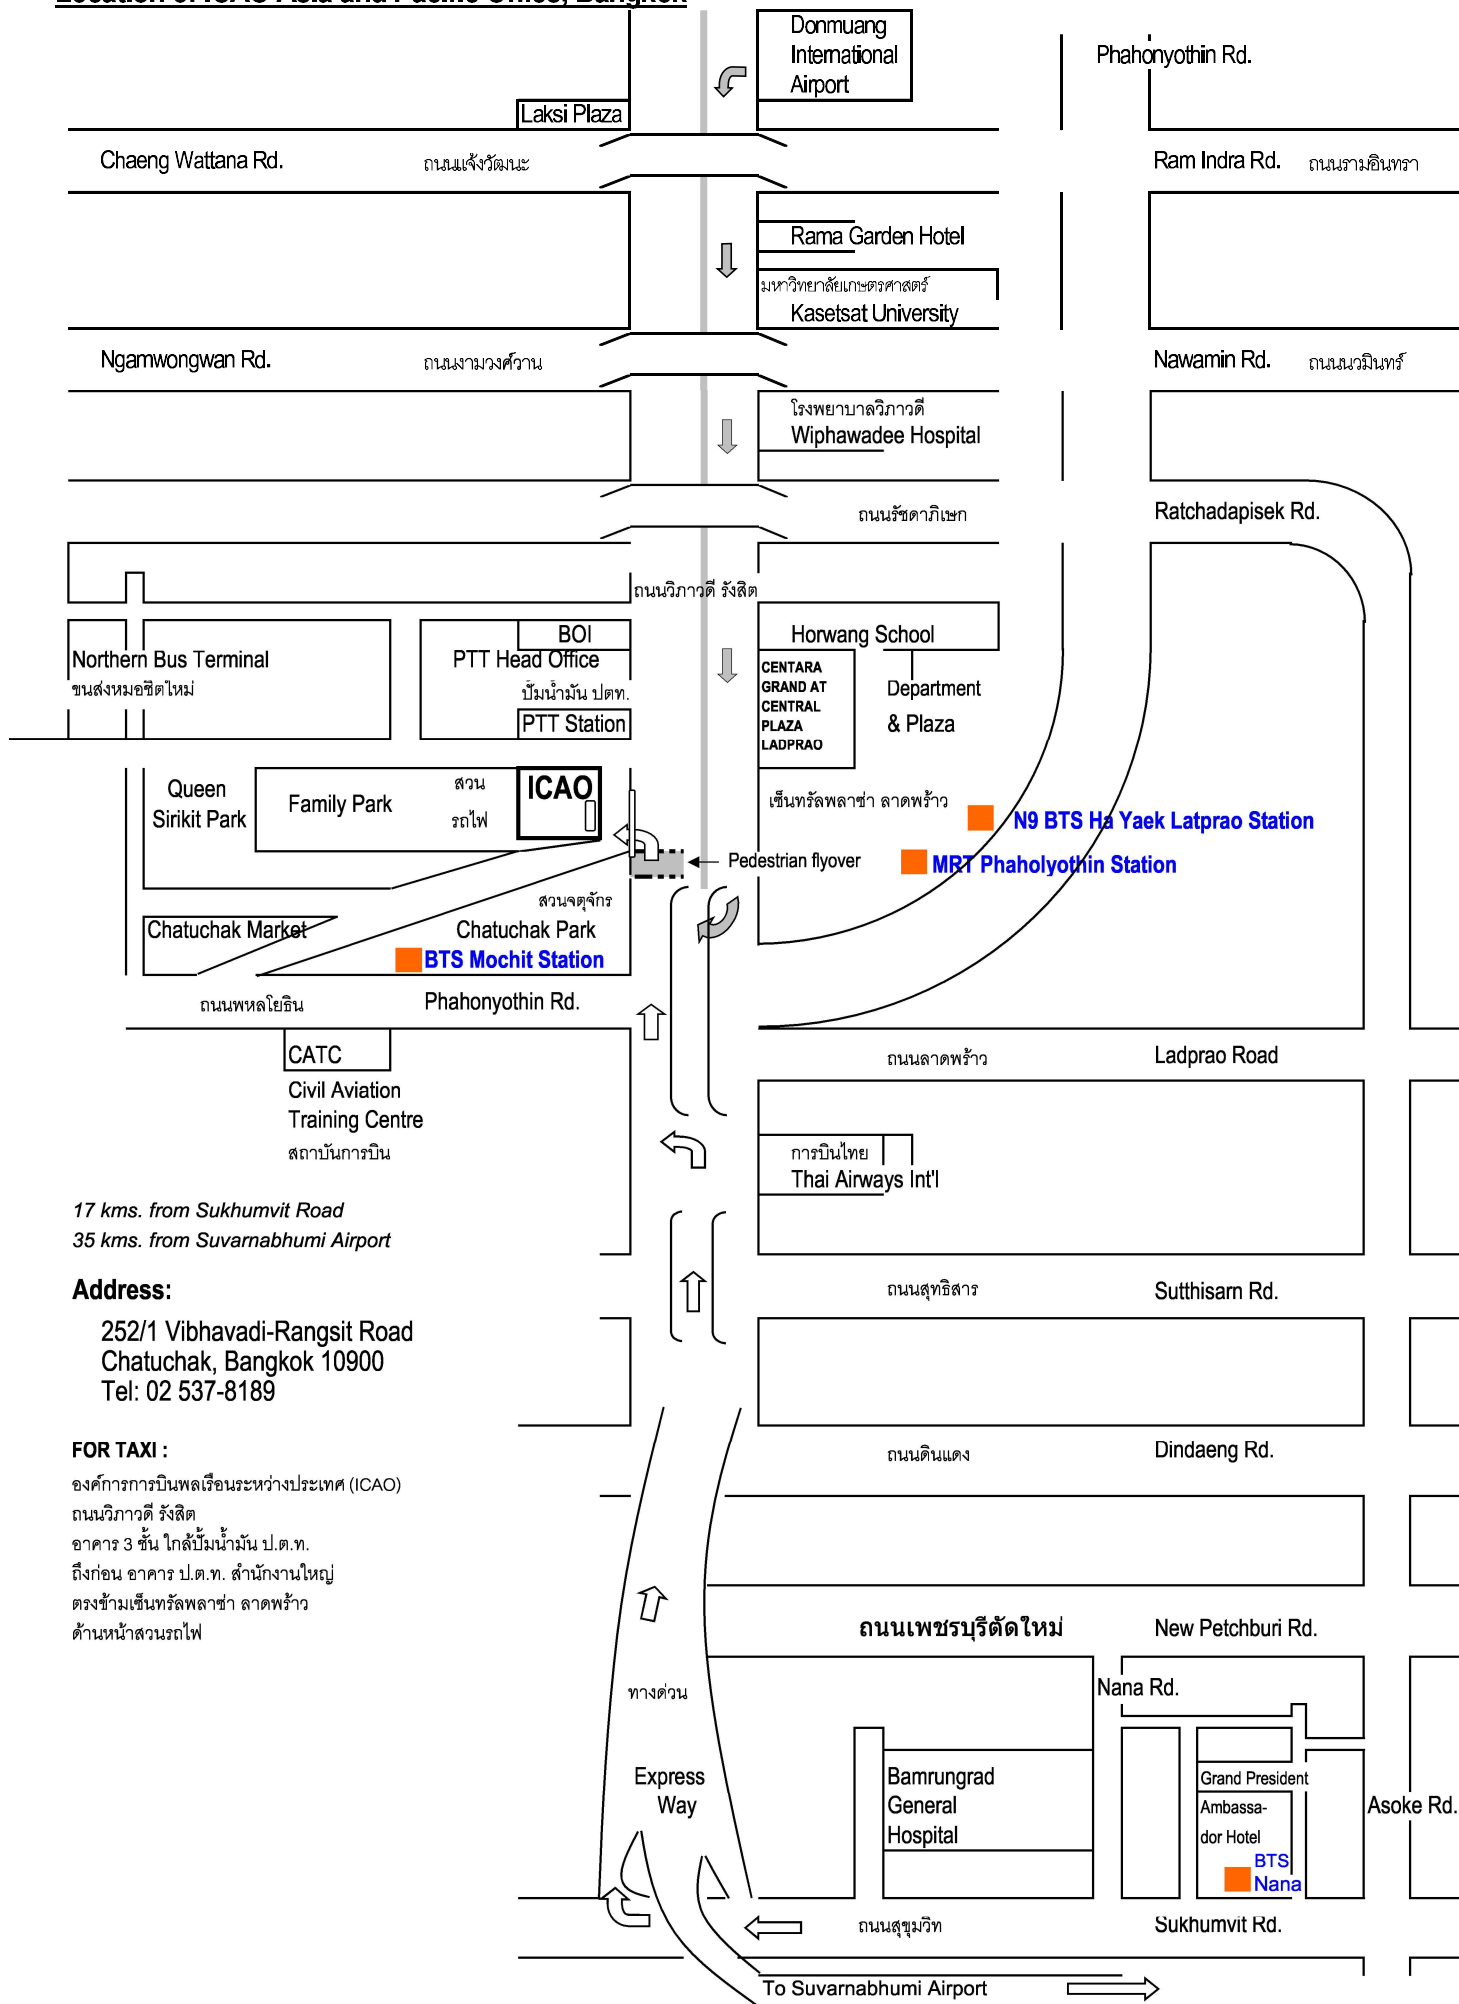 Location of ICAO Asia and Pacific Office, Bangkok
Donmuang
International
Airport
Phahonyothin Rd.
Laksi Plaza
Chaeng Wattana Rd.
ถนนแจ้งวัฒนะ
Ram Indra Rd.
ถนนรามอินทรา
Rama Garden Hotel
มหาวิทยาลัยเกษตรศาสตร์
Kasetsat University
Ngamwongwan Rd.
ถนนงามวงศ์วาน
Nawamin Rd.
ถนนนวมินทร์
โรงพยาบาลวิภาวดี
Wiphawadee Hospital
ถนนรัชดาภิเษก
Ratchadapisek Rd.
ถนนวิภาวดี รังสิต
BOI
Horwang School
Northern Bus Terminal
ขนส่งหมอชิตใหม่
PTT Head Office
ปั๊มน้ำมัน ปตท.
PTT Station
CENTARA
GRAND AT
CENTRAL
PLAZA
LADPRAO
Department
& Plaza
Queen
Sirikit Park
Family Park
สวน
รถไฟ
ICAO
เซ็นทรัลพลาซ่า ลาดพร้าว
N9 BTS Ha Yaek Latprao Station
Pedestrian flyover
MRT Phaholyothin Station
สวนจตุจักร
Chatuchak Market
Chatuchak Park
BTS Mochit Station
ถนนพหลโยธิน
Phahonyothin Rd.
CATC
Civil Aviation
Training Centre
สถาบันการบิน
ถนนลาดพร้าว
Ladprao Road
การบินไทย
Thai Airways Int'l
17 kms. from Sukhumvit Road
35 kms. from Suvarnabhumi Airport
Address:
252/1 Vibhavadi-Rangsit Road
Chatuchak, Bangkok 10900
Tel: 02 537-8189
ถนนสุทธิสาร
Sutthisarn Rd.
ถนนดินแดง
Dindaeng Rd.
FOR TAXI :
องค์การการบินพลเรือนระหว่างประเทศ (ICAO)
ถนนวิภาวดี รังสิต
อาคาร 3 ชั้น ใกล้ปั้มน้ำมัน ป.ต.ท.
ถึงก่อน อาคาร ป.ต.ท. สำนักงานใหญ่
ตรงข้ามเซ็นทรัลพลาซ่า ลาดพร้าว
ด้านหน้าสวนรถไฟ
ถนนเพชรบุรีตัดใหม่
New Petchburi Rd.
ทางด่วน
Nana Rd.
Express
Way
Bamrungrad
General
Hospital
Grand President
Ambassa-
dor Hotel
BTS
Nana
Asoke Rd.
ถนนสุขุมวิท
Sukhumvit Rd.
To Suvarnabhumi Airport